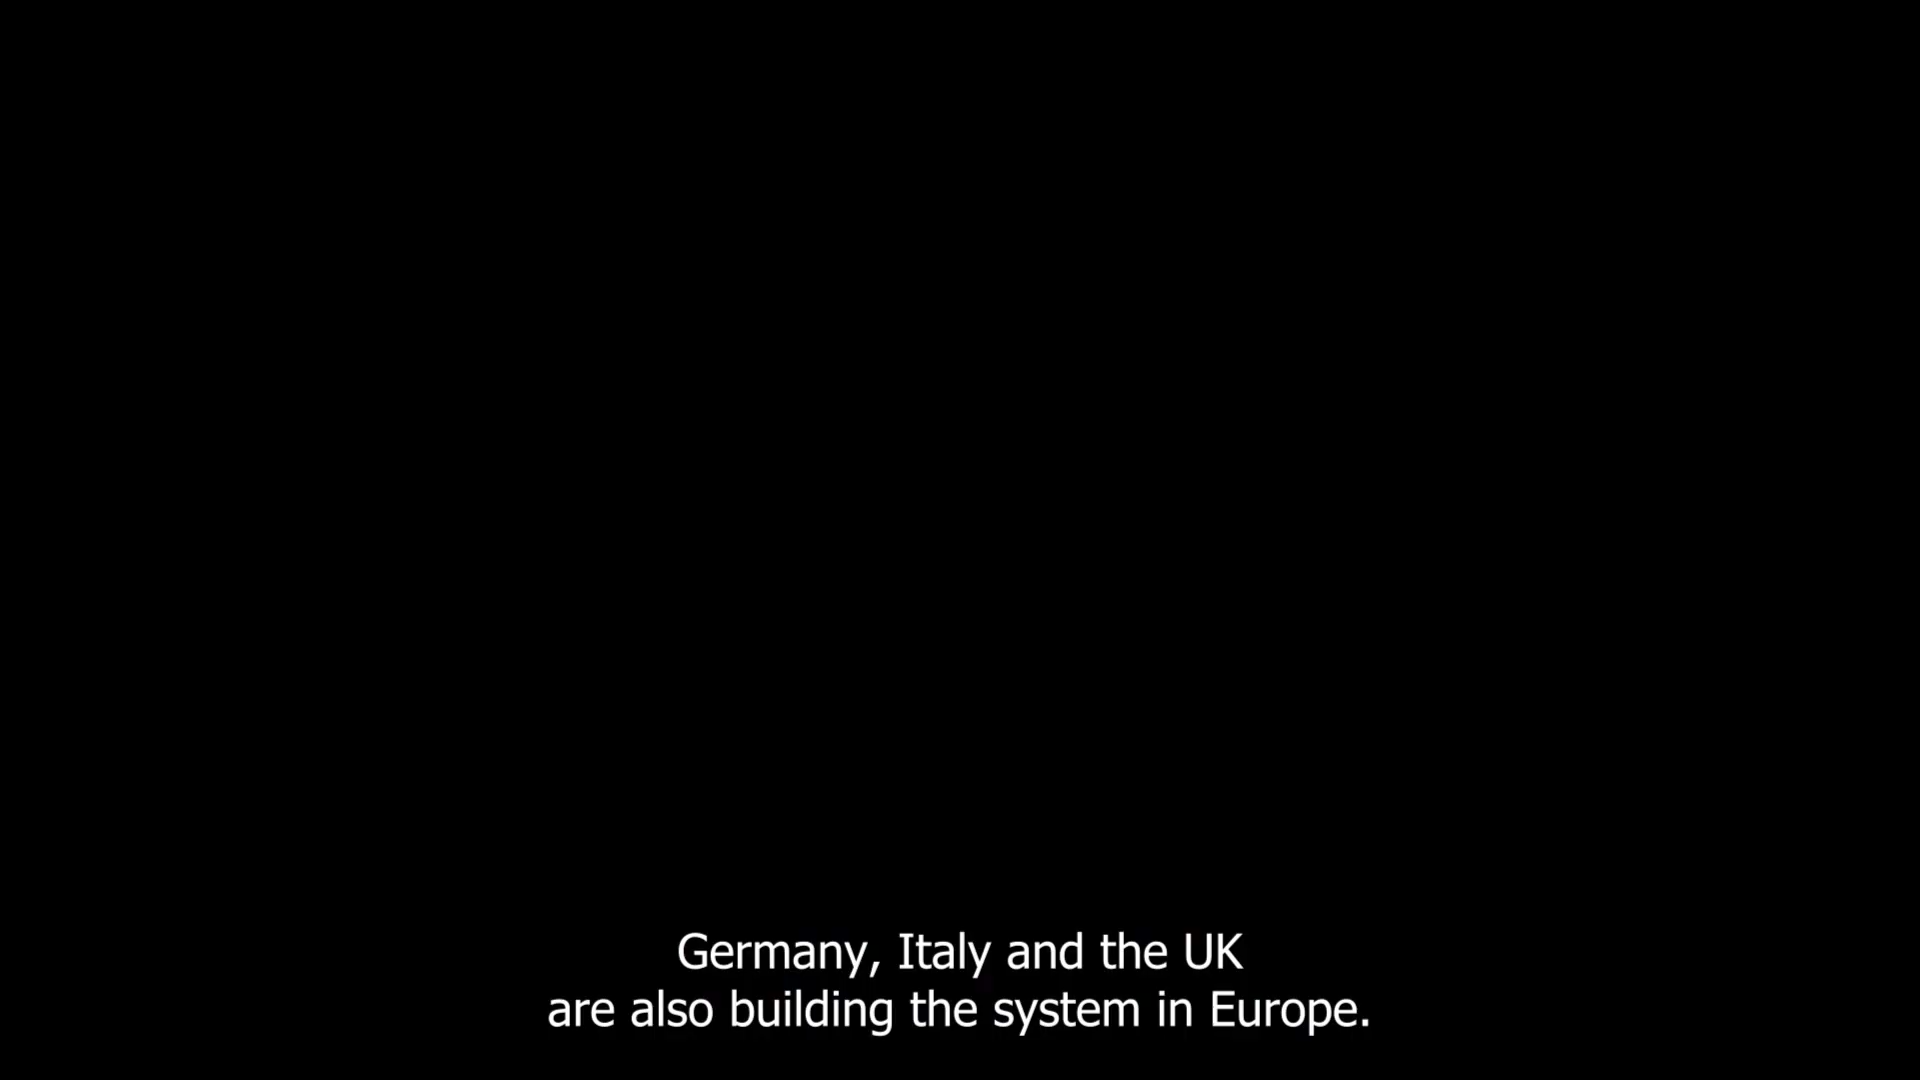 Germany, Italy and the UK
are also building the system in Europe.